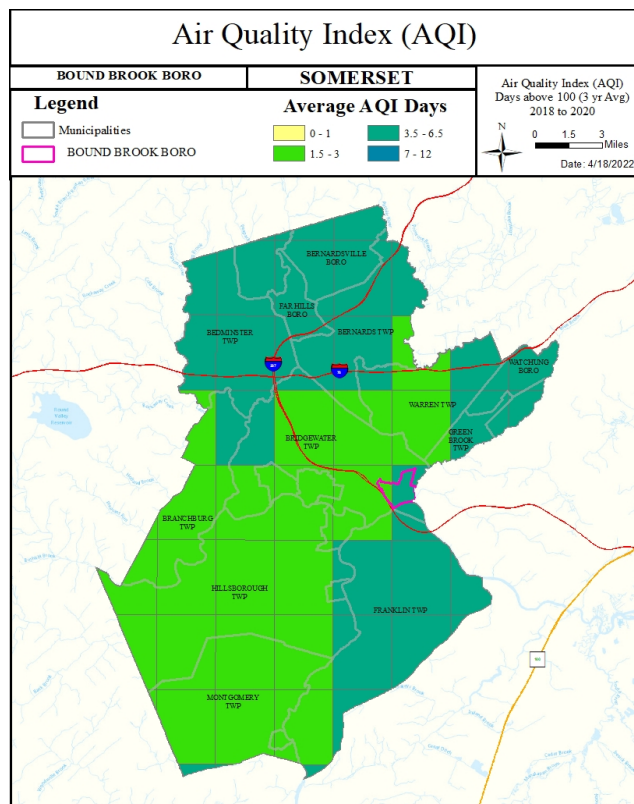 Air Quality Index (AQI)
BOUND BROOK BORO
SOMERSET
Legend
Municipalities
BOUND BROOK BORO
Average AQI Days
0 - 1
3.5 - 6.5
1.5 - 3
7 - 12
Air Quality Index (AQI)
Days above 100 (3 yr Avg)
2018 to 2020
N
0 1.5 3
Miles
Date: 4/18/2022
BERNARDSVILLE
BORO
FAR HILLS
BORO
BEDMINSTER
TWP
BERNARDS TWP
WATCHUNG
BORO
WARREN TWP
BRIDGEWATER
TWP
GREEN
BROOK
TWP
BRANCHBURG
TWP
HILLSBOROUGH
TWP
FRANKLIN TWP
MONTGOMERY
TWP